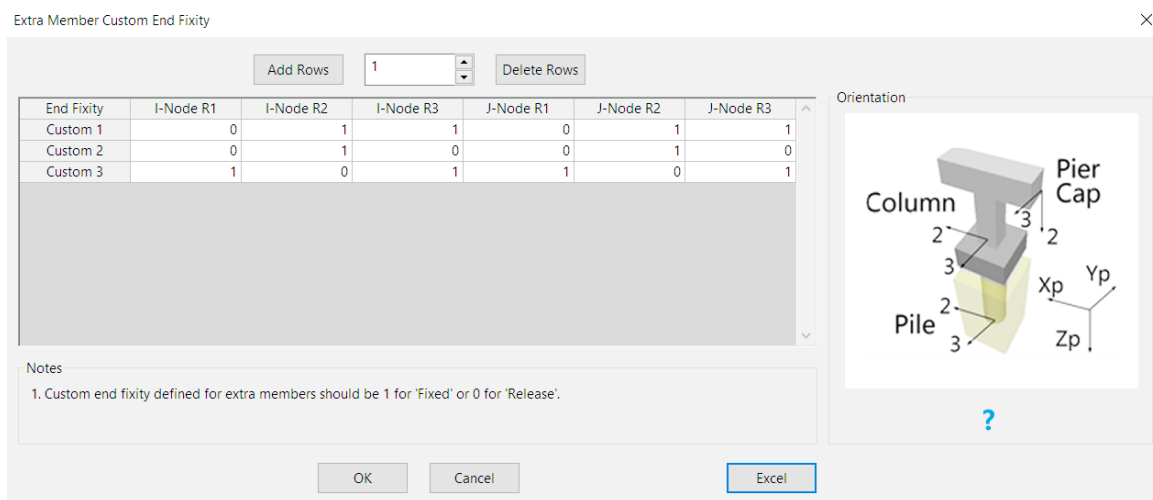 Extra Member Custom End Fixity
Add Rows 1 Delete Rows
End Fixity I-Node R1 I-Node R2 I-Node R3 J-Node R1 J-Node R2 J-Node R3
Custom 1 0 1 1 0 1 1
Custom 2 0 1 0 0 1 0
Custom 3 1 0 1 1 0 1
Notes
1. Custom end fixity defined for extra members should be 1 for 'Fixed' or 0 for 'Release'.
OK Cancel Excel
Orientation
Pier
Cap
Column
3
2
2
3
Xp Yp
Zp
2
Pile
3
?